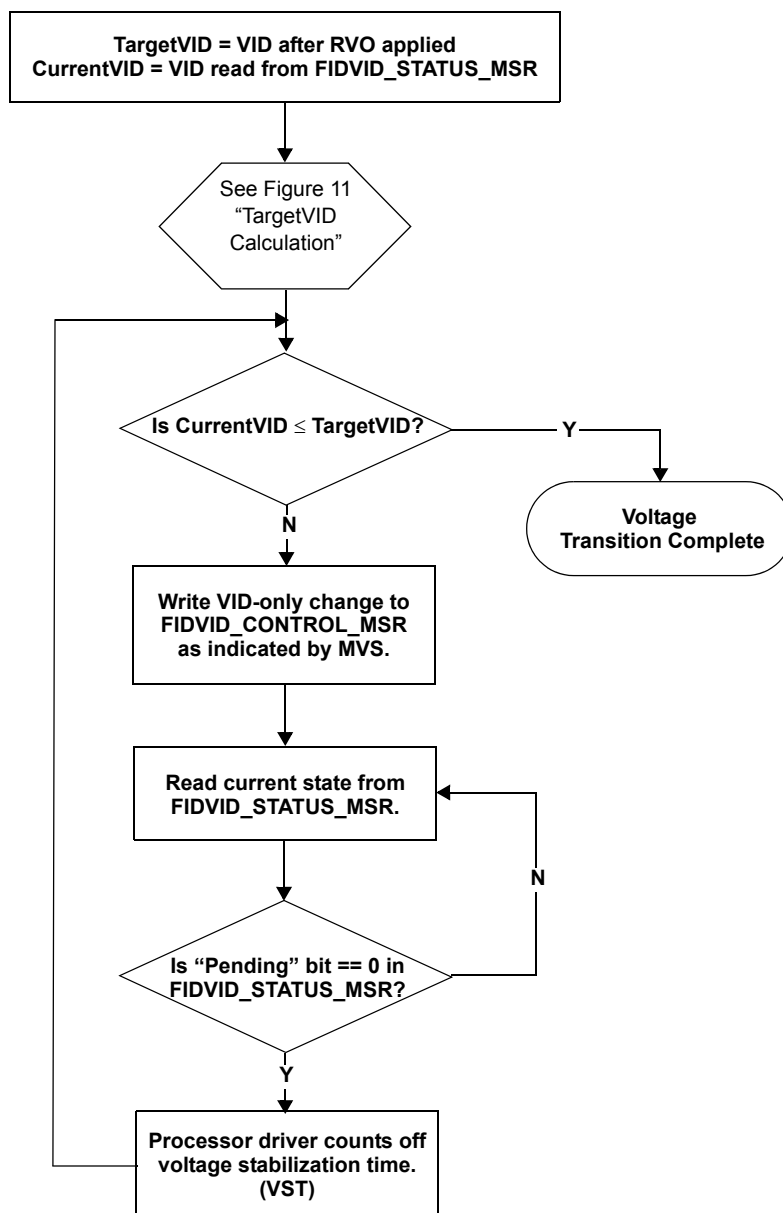 TargetVID = VID after RVO applied
CurrentVID = VID read from FIDVID_STATUS_MSR
See Figure 11
“TargetVID
Calculation”
Is CurrentVID ≤ TargetVID?
Y
N
Voltage
Transition Complete
Write VID-only change to
FIDVID_CONTROL_MSR
as indicated by MVS.
Read current state from
FIDVID_STATUS_MSR.
N
Is “Pending” bit == 0 in
FIDVID_STATUS_MSR?
Y
Processor driver counts off
voltage stabilization time.
(VST)